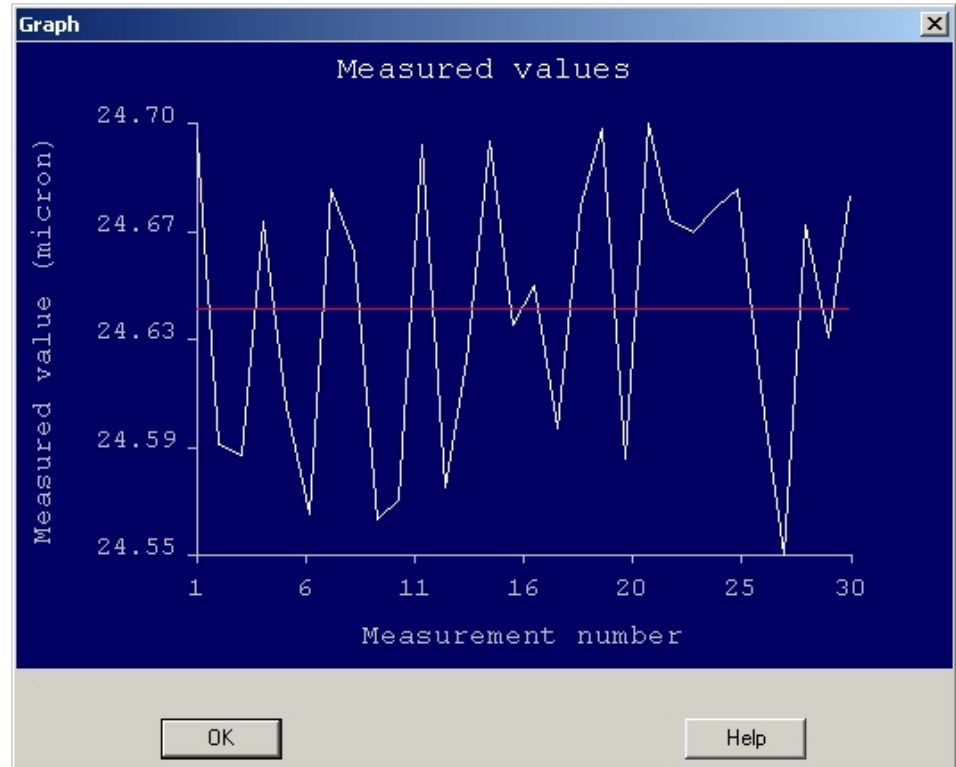 Graph
Measured values
Measured value (micron)
24.70
24.67
24.63
24.59
24.55
1 6 11 16 20 25 30
Measurement number
OK Help